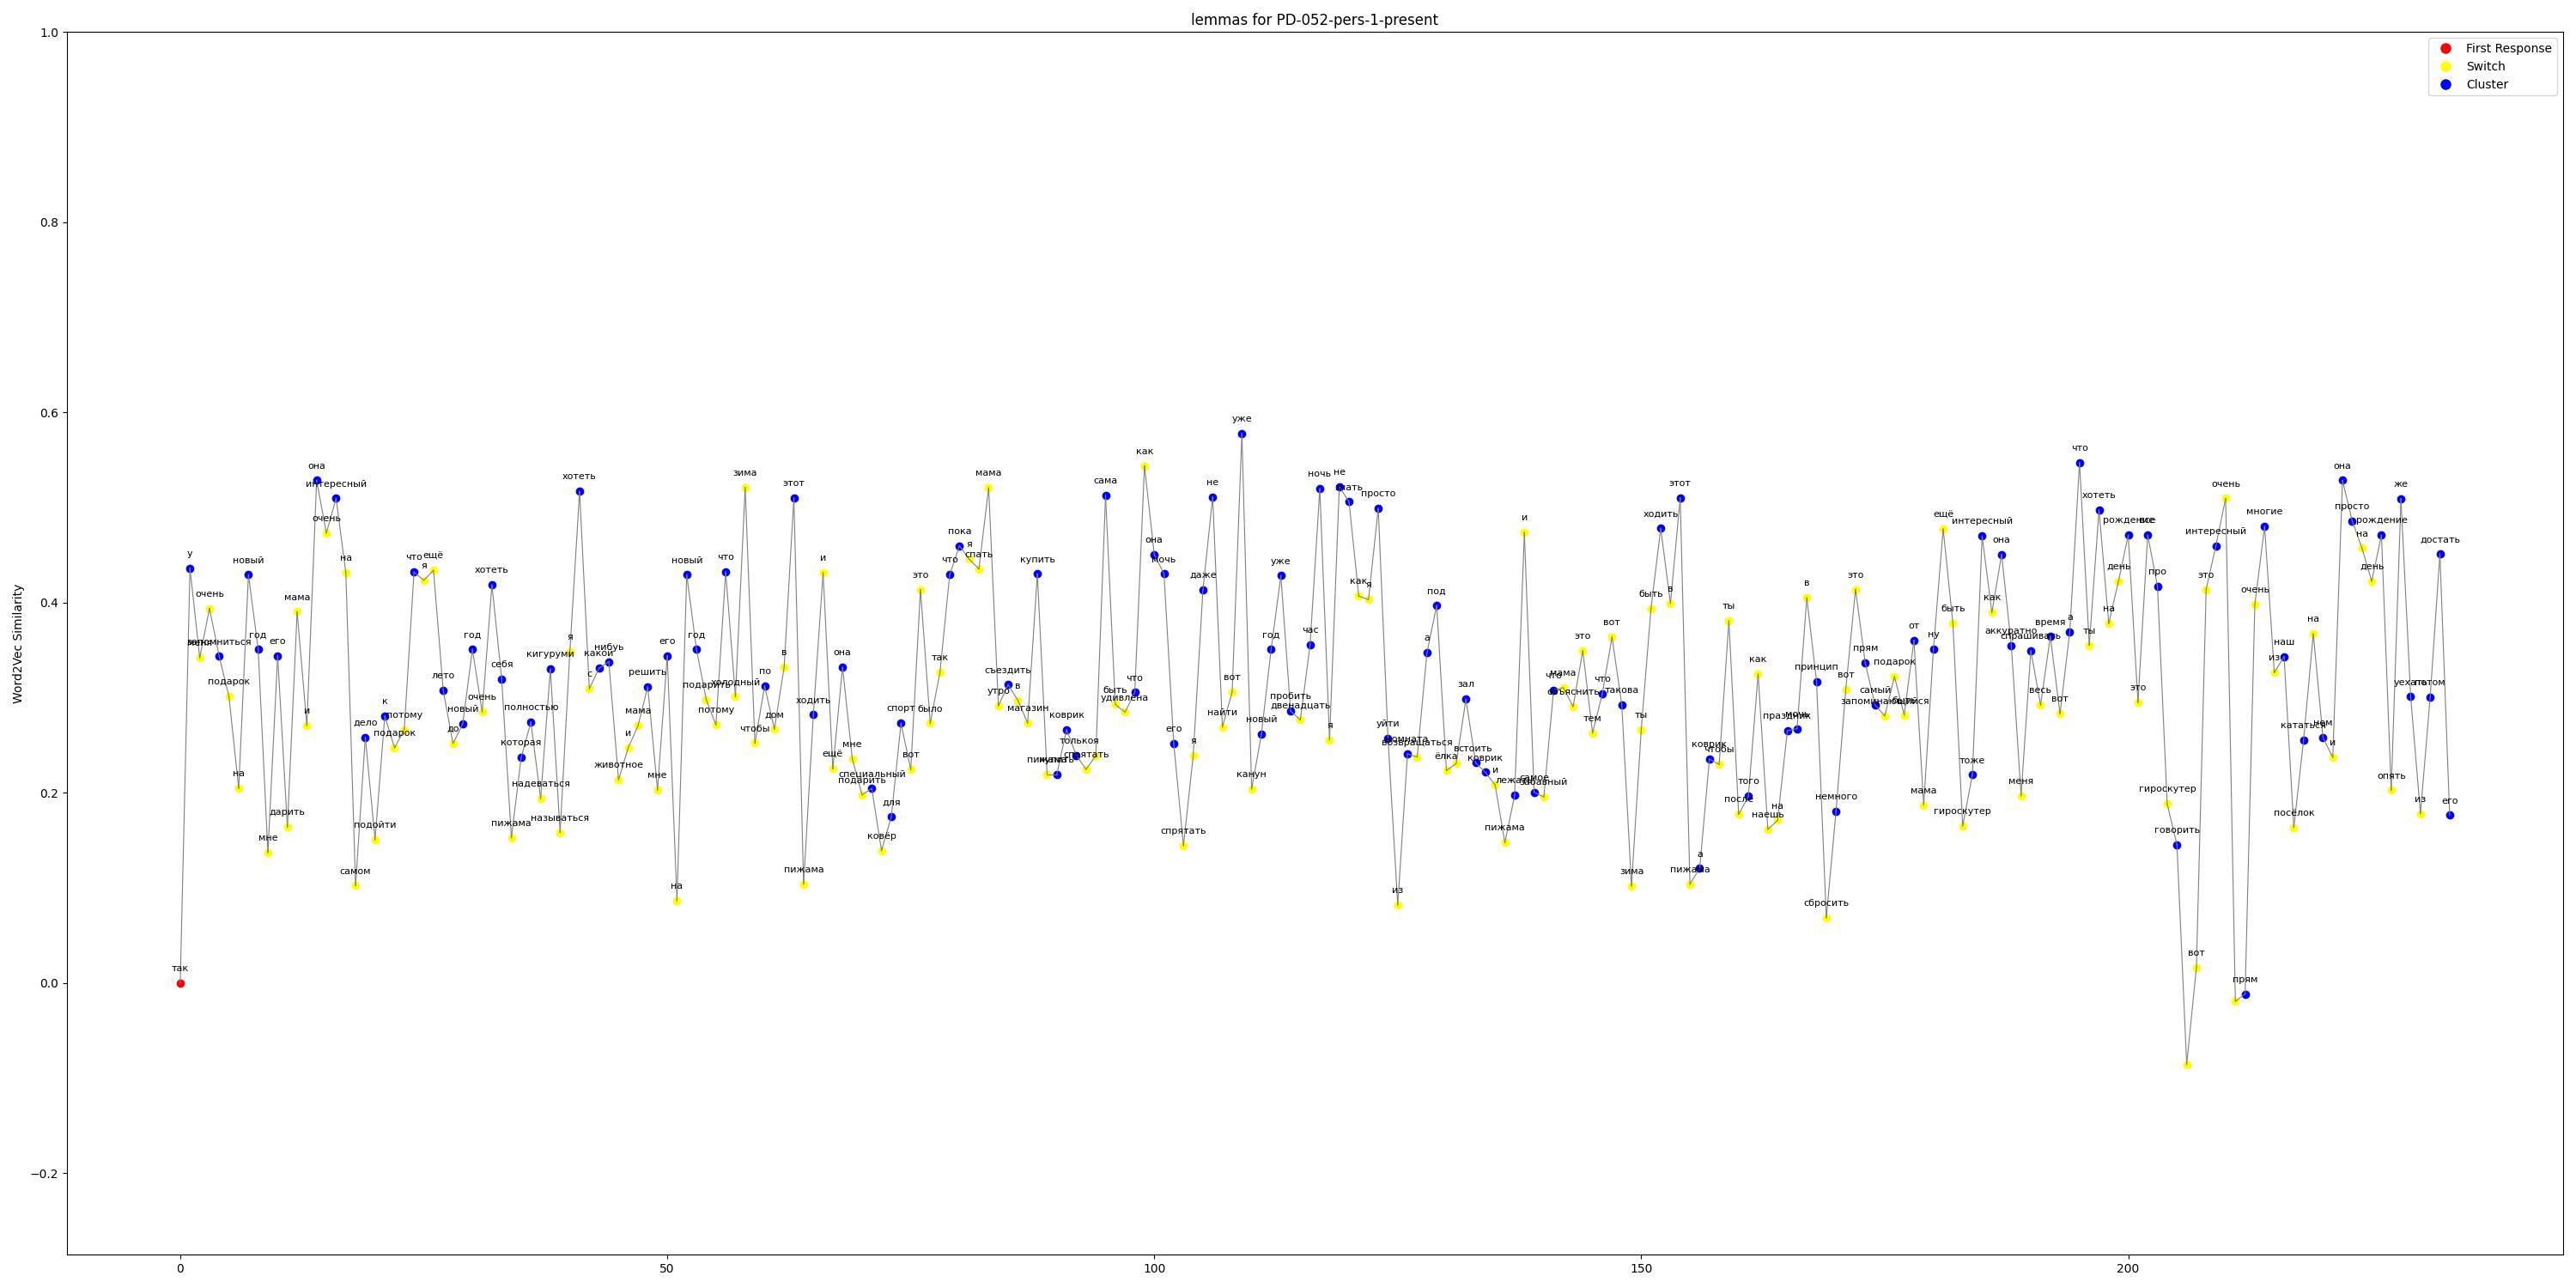 lemmas for PD-052-pers-1-present
First Response
Switch
Cluster
Word2Vec Similarity
1.0
0.8
0.6
0.4
0.2
0.0
−0.2
0
50
100
150
200
так
у
очень
подарок
на
новый
год
мне
его
дарить
мама
и
она
очень
интересный
на
самом
дело
подойти
к
подарок
потому
что
я
ещё
лето
до
новый
год
очень
хотеть
себя
пижама
которая
полностью
надеваться
кигуруми
называться
я
хотеть
с
какой
нибуь
животное
и
мама
решить
мне
его
на
новый
год
подарить
потому
что
холодный
зима
чтобы
по
дом
в
этот
пижама
ходить
и
ещё
она
мне
подарить
специальный
ковёр
для
спорт
вот
это
было
так
что
пока
я
спать
мама
утро
съездить
в
магазин
купить
коврик
только
я
спрятать
сама
быть
удивлена
что
как
она
мочь
его
спрятать
я
даже
не
найти
вот
уже
канун
новый
год
уже
пробить
двенадцать
час
ночь
я
не
знать
как
я
просто
уйти
из
комната
возвращаться
а
под
ёлка
зал
встоить
коврик
и
пижама
лежать
и
самое
забавный
что
мама
объяснить
это
тем
что
вот
такова
зима
ты
быть
ходить
в
этот
пижама
а
коврик
чтобы
ты
после
того
как
наешь
на
праздник
мочь
в
принцип
сбросить
немного
вот
это
прям
самый
запоминающийся
подарок
быть
от
мама
ну
ещё
быть
гироскутер
тоже
интересный
как
она
аккуратно
меня
спрашивать
весь
время
вот
а
что
ты
хотеть
на
день
рождение
это
все
про
гироскутер
говорить
вот
это
интересный
очень
прям
очень
многие
из
наш
посёлок
кататься
на
нем
и
она
просто
на
день
рождение
опять
же
уехать
из
потом
достать
его